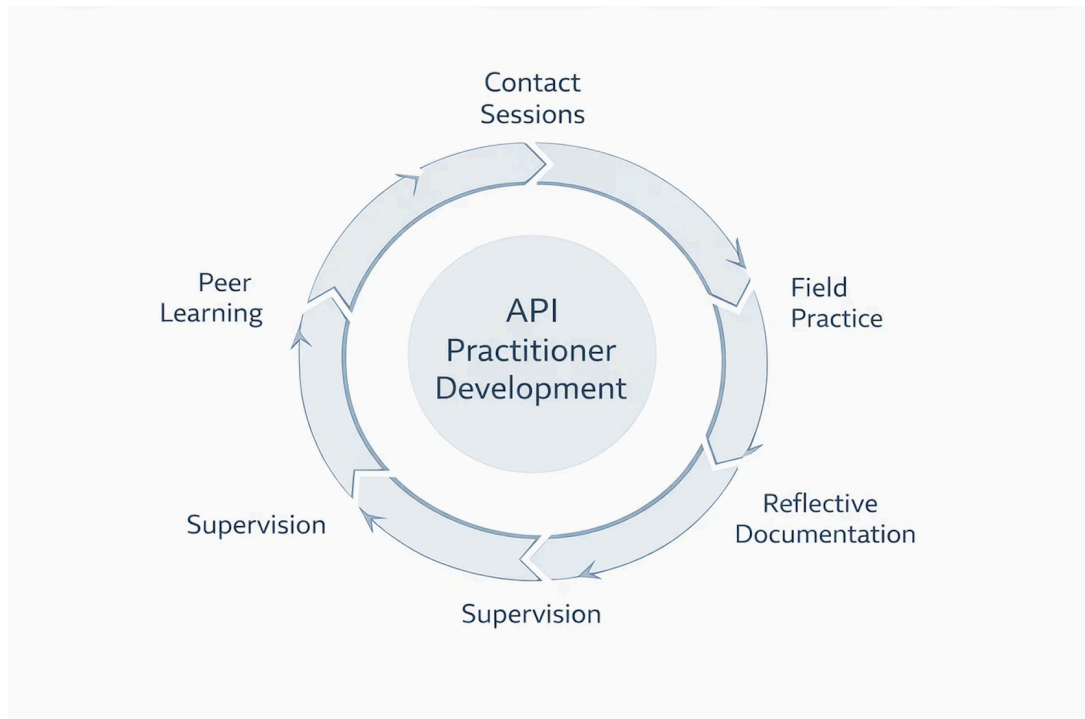 Contact
Sessions
Field
Practice
Reflective
Documentation
Supervision
Supervision
Peer
Learning
API
Practitioner
Development